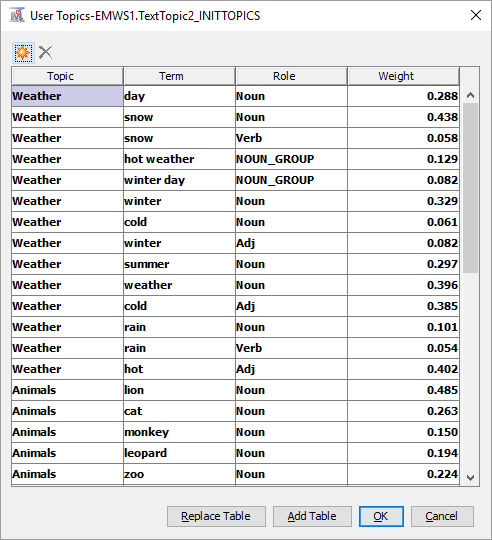 User Topics-EMWS1.TextTopic2_INITTOPICS
Topic Term Role Weight
Weather day Noun 0.288
Weather snow Noun 0.438
Weather snow Verb 0.058
Weather hot weather NOUN_GROUP 0.129
Weather winter day NOUN_GROUP 0.082
Weather winter Noun 0.329
Weather cold Noun 0.061
Weather winter Adj 0.082
Weather summer Noun 0.297
Weather weather Noun 0.396
Weather cold Adj 0.385
Weather rain Noun 0.101
Weather rain Verb 0.054
Weather hot Adj 0.402
Animals lion Noun 0.485
Animals cat Noun 0.263
Animals monkey Noun 0.150
Animals leopard Noun 0.194
Animals zoo Noun 0.224
Replace Table Add Table OK Cancel